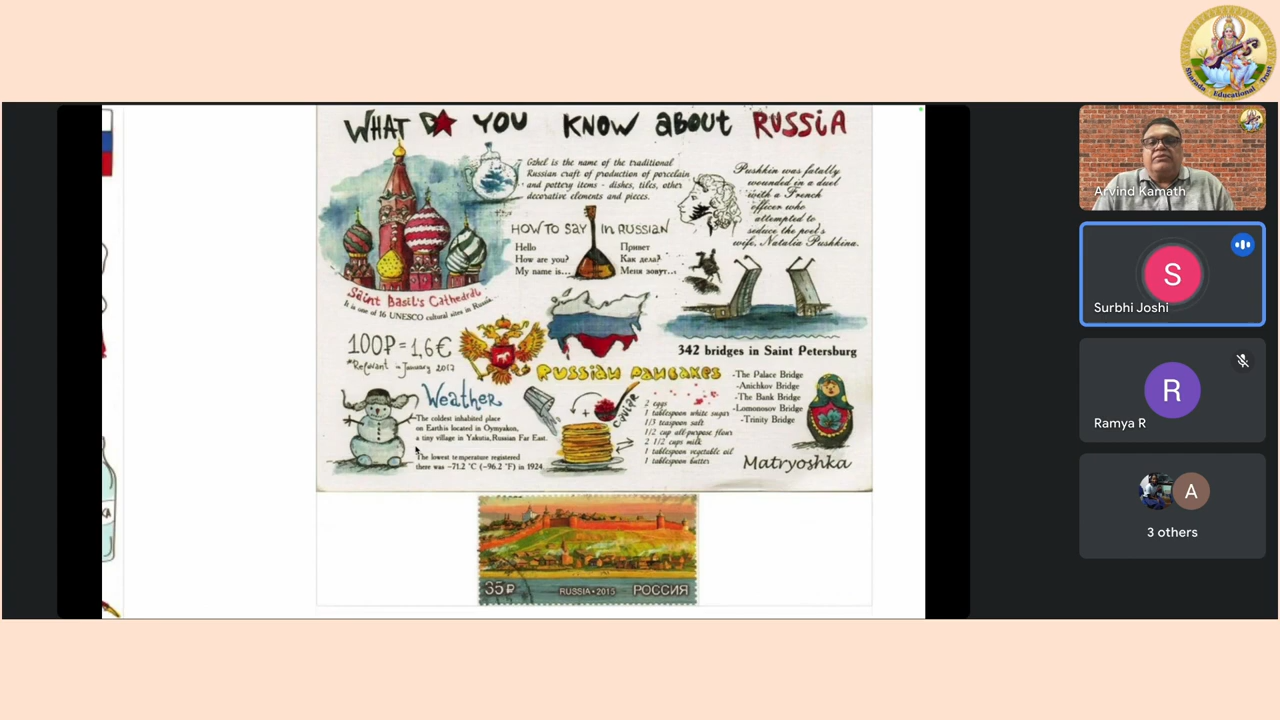 Sharada Educational Trust
WHAT DO YOU KNOW ABOUT RUSSIA
Gzhel is the name of the traditional
Russian craft of production of porcelain
and pottery items - dishes, tiles, other
decorative elements and pieces.
Pushkin was fatally
wounded in a duel
with a French
officer who
attempted to
seduce the poet's
wife, Natalia Pushkina.
HOW TO SAY IN RUSSIAN
Hello Привет
How are you? Как дела?
My name is... Меня зовут...
Saint Basil's Cathedral
It is one of 16 UNESCO cultural sites in Russia
100₽ = 1,6€
*Relevant in January 2017
342 bridges in Saint Petersburg
-The Palace Bridge
-Anichkov Bridge
-The Bank Bridge
-Lomonosov Bridge
-Trinity Bridge
Weather
The coldest inhabited place
on Earth is located in Oymyakon,
a tiny village in Yakutia, Russian Far East.
The lowest temperature registered
there was -71.2 °C (-96.2 °F) in 1924
RUSSIAN PANCAKES
caviar
2 eggs
1 tablespoon white sugar
1/3 teaspoon salt
1/2 cup all-purpose flour
2 1/2 cups milk
1 tablespoon vegetable oil
1 tablespoon butter
Matryoshka
35₽ RUSSIA•2015 РОССИЯ
Arvind Kamath
S
Surbhi Joshi
R
Ramya R
A
3 others